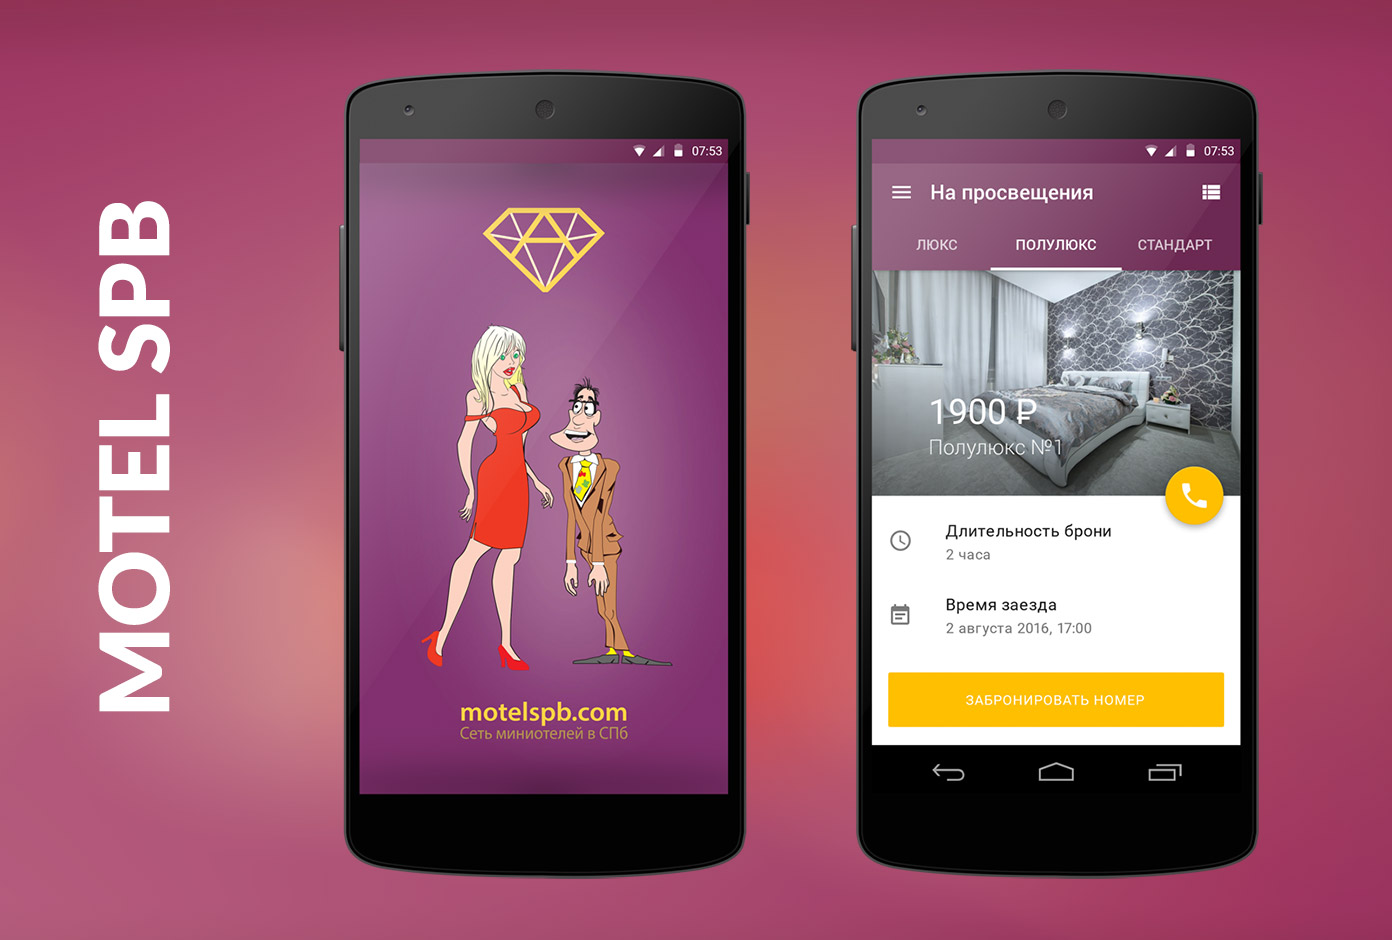 MOTEL SPB
07:53
motelspb.com
Сеть миниотелей в СПб
07:53
На просвещения
ЛЮКС ПОЛУЛЮКС СТАНДАРТ
1900 ₽
Полулюкс №1
Длительность брони
2 часа
Время заезда
2 августа 2016, 17:00
ЗАБРОНИРОВАТЬ НОМЕР